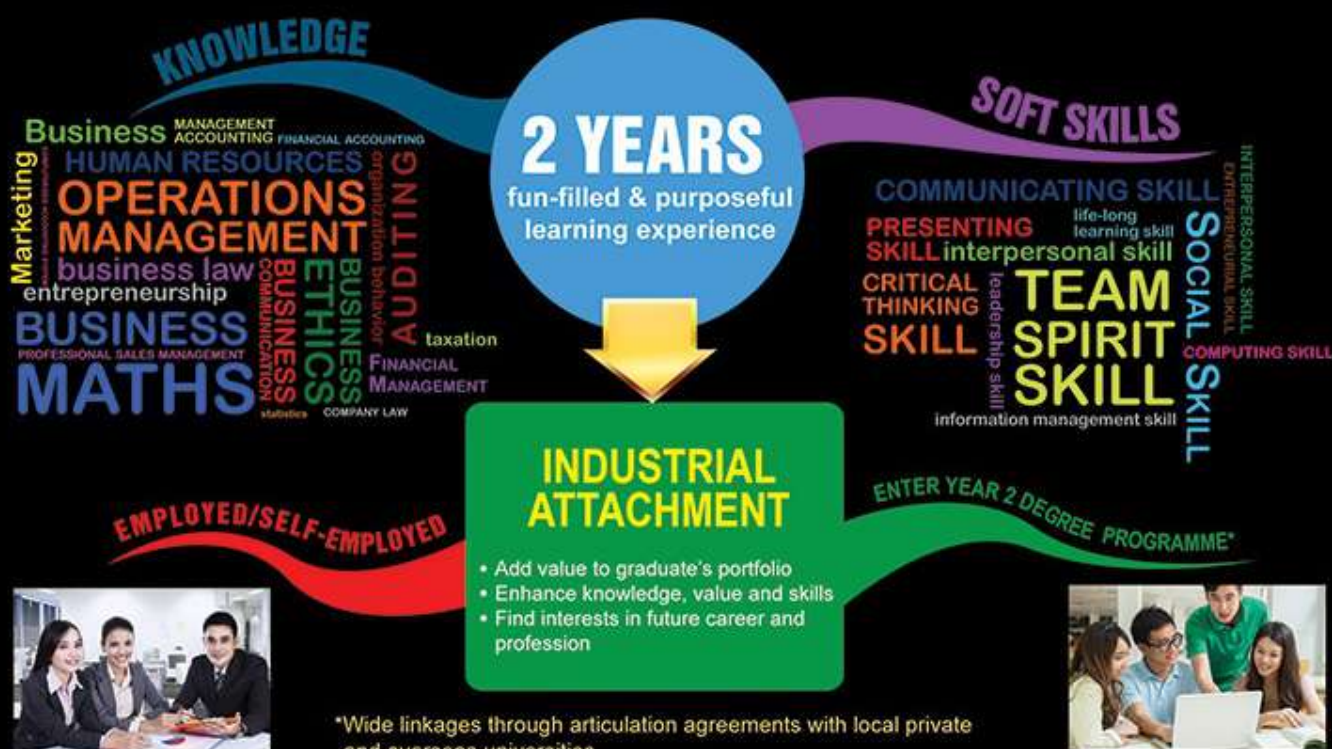 KNOWLEDGE
Business
MANAGEMENT
ACCOUNTING
FINANCIAL ACCOUNTING
Marketing
HUMAN RESOURCES
OPERATIONS
MANAGEMENT
business law
entrepreneurship
BUSINESS
PROFESSIONAL SALES MANAGEMENT
MATHS
COMMUNICATION
BUSINESS
ETHICS
BUSINESS
organization behavior
AUDITING
taxation
FINANCIAL
MANAGEMENT
statistics
COMPANY LAW
2 YEARS
fun-filled & purposeful
learning experience
SOFT SKILLS
COMMUNICATING SKILL
PRESENTING
SKILL
life-long
learning skill
interpersonal skill
CRITICAL
THINKING
SKILL
leadership skill
TEAM
SPIRIT
SKILL
information management skill
SOCIAL SKILL
ENTREPRENEURIAL SKILL
INTERPERSONAL SKILL
COMPUTING SKILL
INDUSTRIAL
ATTACHMENT
• Add value to graduate's portfolio
• Enhance knowledge, value and skills
• Find interests in future career and
profession
EMPLOYED/SELF-EMPLOYED
ENTER YEAR 2 DEGREE PROGRAMME*
*Wide linkages through articulation agreements with local private
and overseas universities